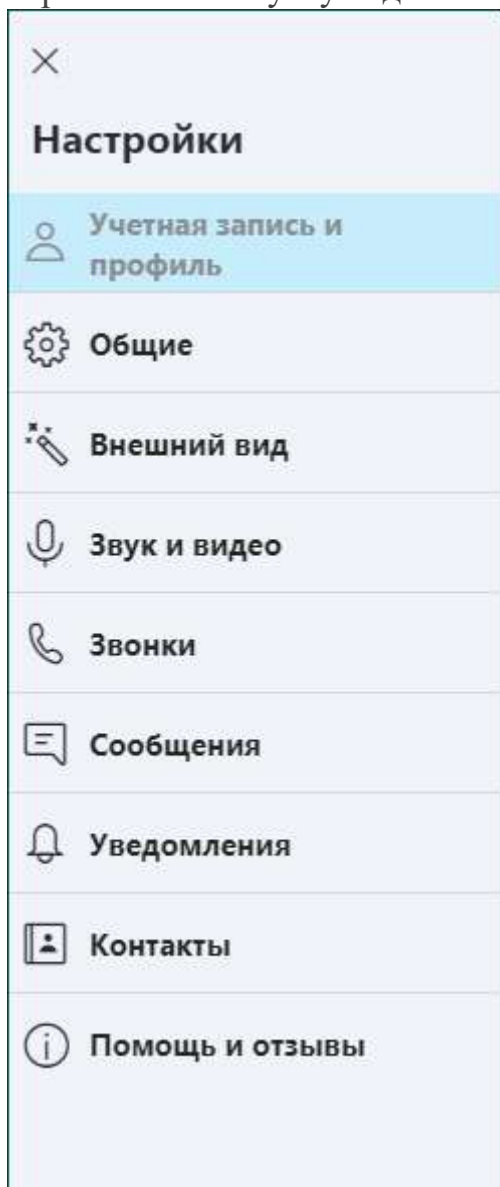 Настройки
Учетная запись и
профиль
Общие
Внешний вид
Звук и видео
Звонки
Сообщения
Уведомления
Контакты
Помощь и отзывы